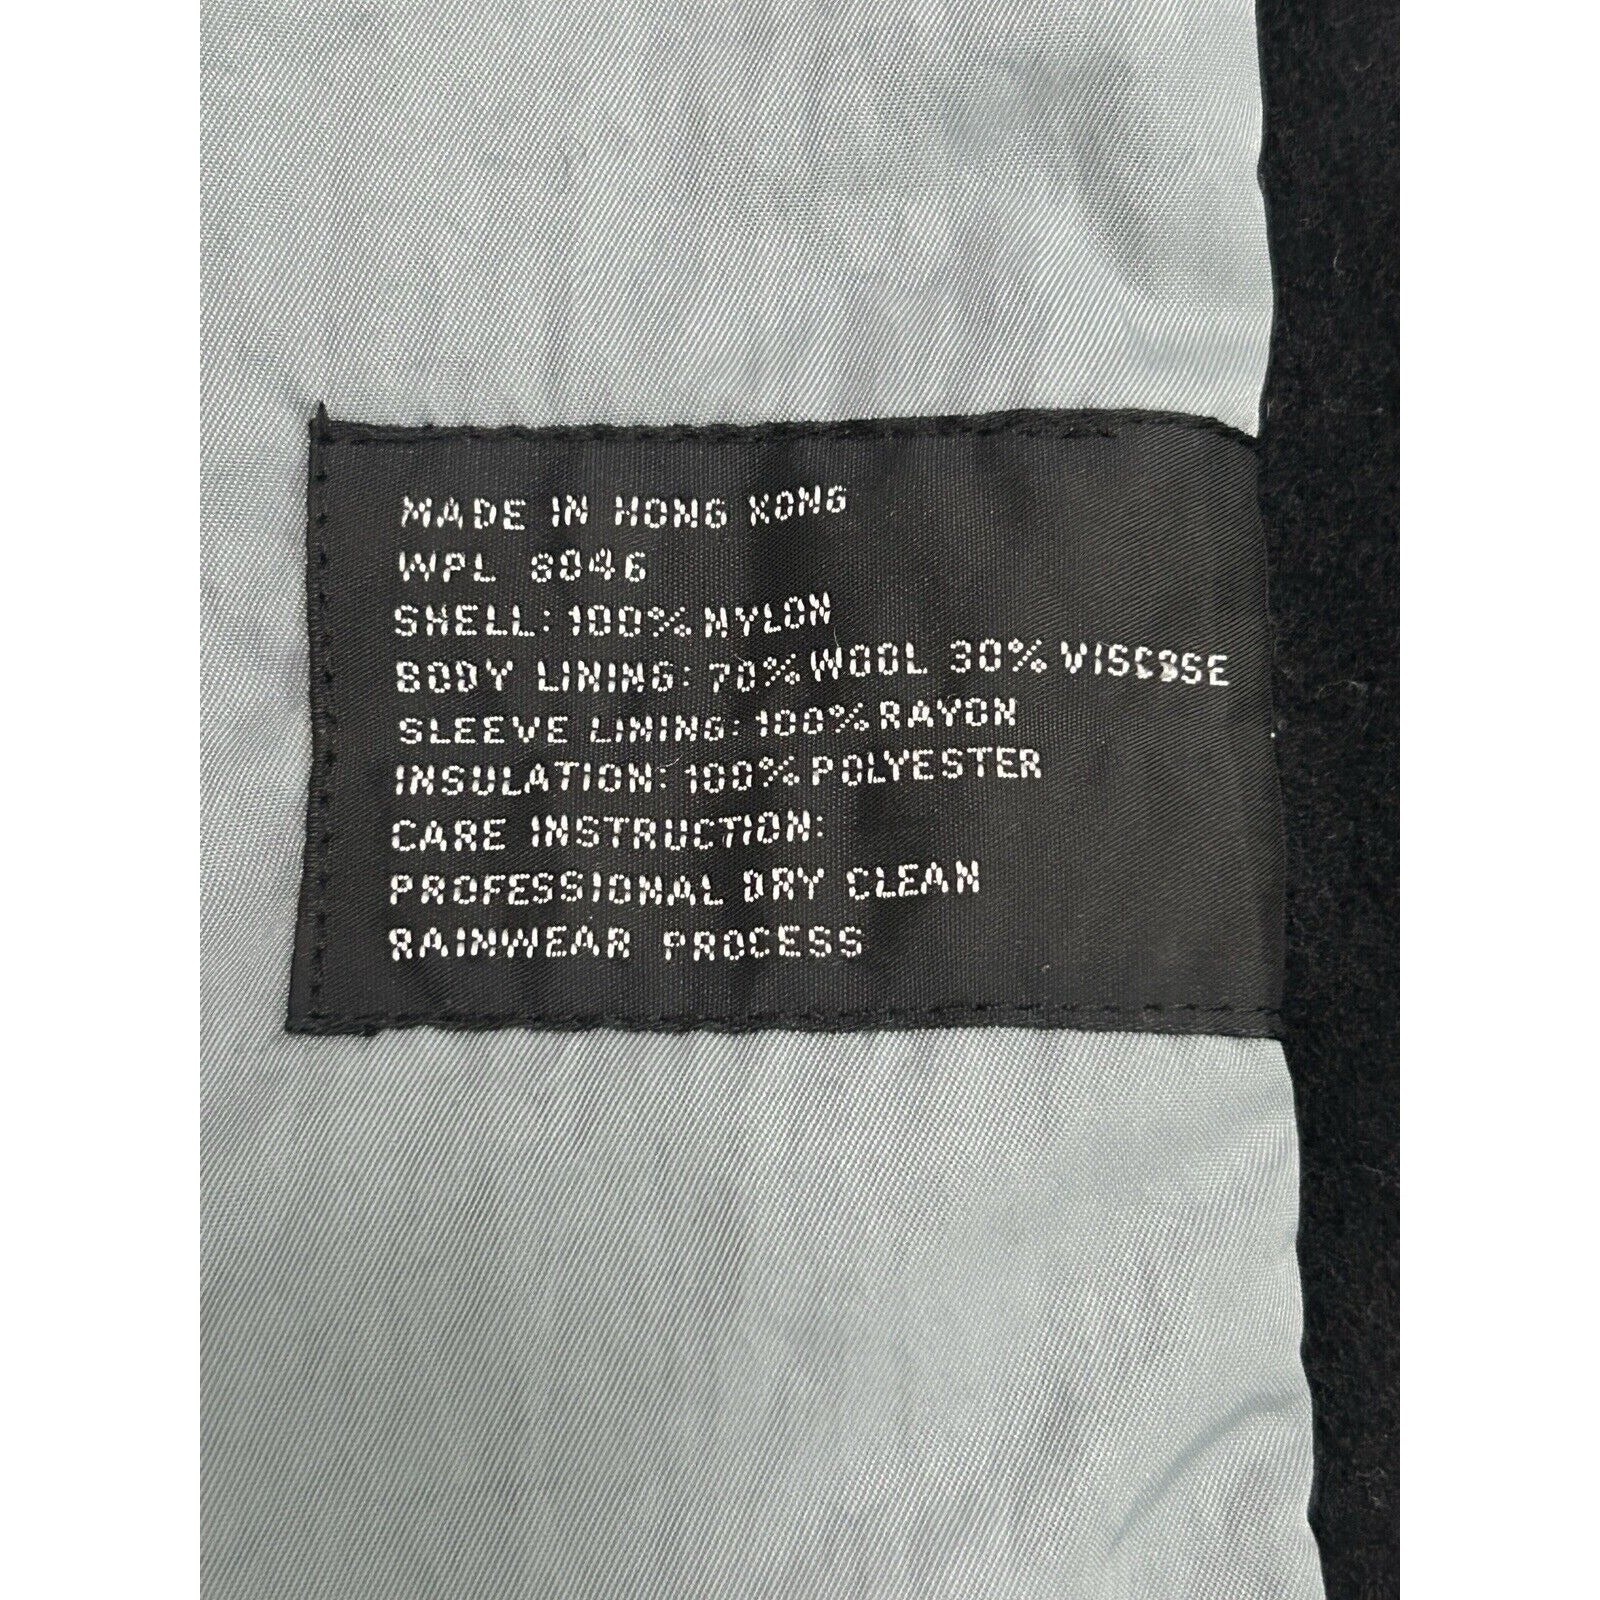 MADE IN HONG KONG
WPL 8046
SHELL: 100% NYLON
BODY LINING: 70% WOOL 30% VISCOSE
SLEEVE LINING: 100% RAYON
INSULATION: 100% POLYESTER
CARE INSTRUCTION:
PROFESSIONAL DRY CLEAN
RAINWEAR PROCESS